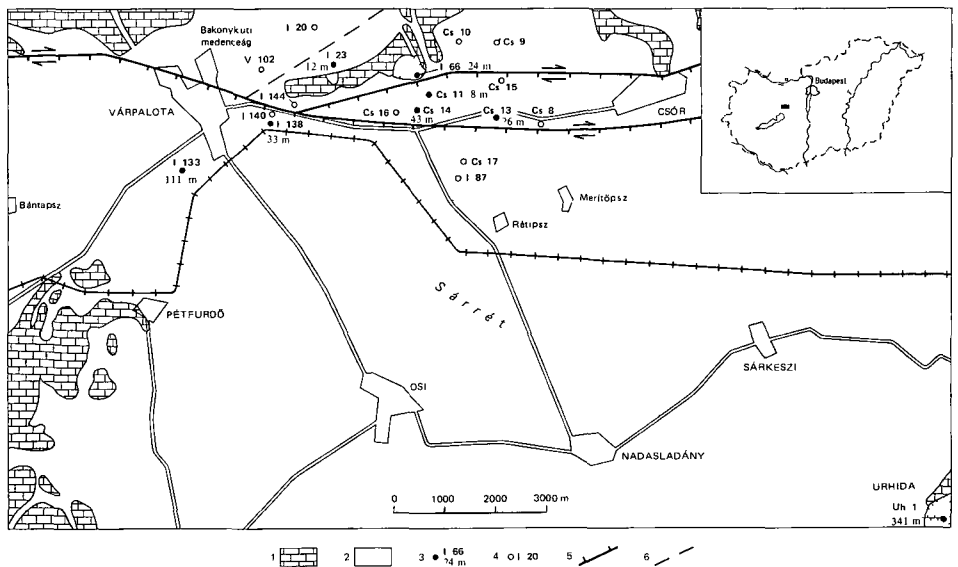 Bakonykuti
medenceág
I 20
Cs 10
Cs 9
V 102
I 23
12 m
I 66
24 m
Cs 15
Cs 11
8 m
I 144
Cs 16
Cs 14
43 m
Cs 13
26 m
Cs 8
CSÓR
VÁRPALOTA
I 140
I 138
33 m
I 133
111 m
Cs 17
I 87
Bántapsz
Merítőpsz
Rétipsz
Sárrét
PÉTFURDŐ
SÁRKESZI
OSI
NADASLADÁNY
URHIDA
Uh 1
341 m
0 1000 2000 3000 m
Budapest
1 2 3 I 66 24 m 4 I 20 5 6